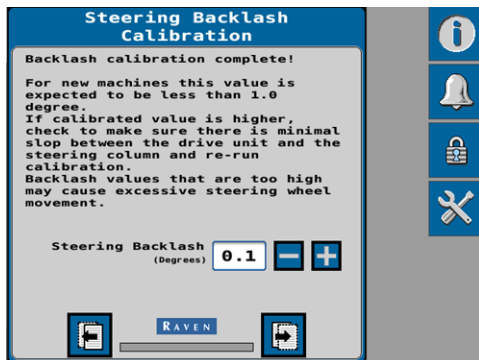 Steering Backlash
Calibration
Backlash calibration complete!
For new machines this value is
expected to be less than 1.0
degree.
If calibrated value is higher,
check to make sure there is minimal
slop between the drive unit and the
steering column and re-run
calibration.
Backlash values that are too high
may cause excessive steering wheel
movement.
Steering Backlash
(Degrees)
0.1
RAVEN